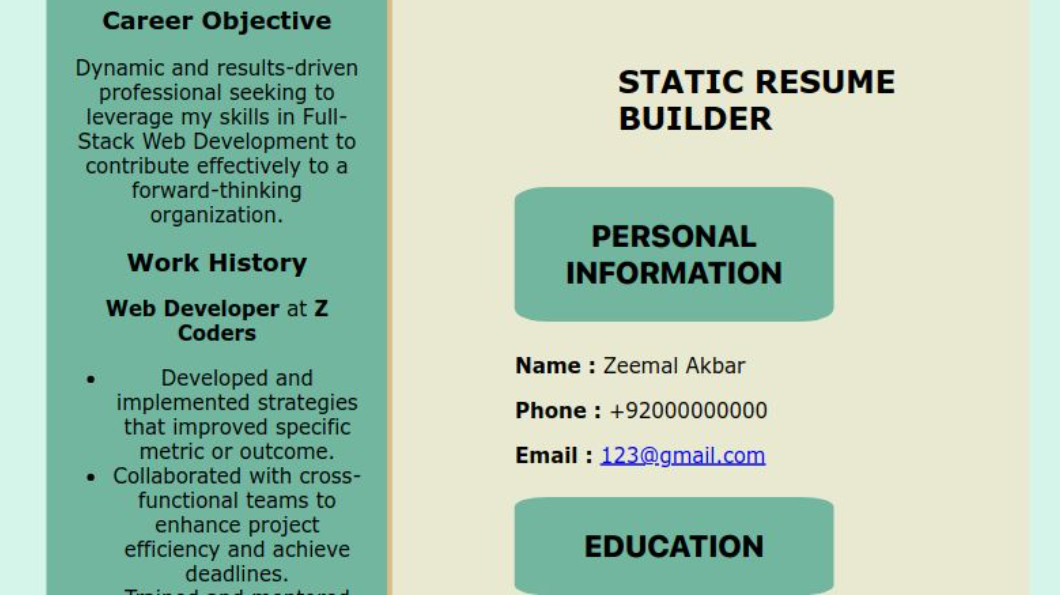 Career Objective
Dynamic and results-driven
professional seeking to
leverage my skills in Full-
Stack Web Development to
contribute effectively to a
forward-thinking
organization.
Work History
Web Developer at Z
Coders
• Developed and
implemented strategies
that improved specific
metric or outcome.
• Collaborated with cross-
functional teams to
enhance project
efficiency and achieve
deadlines.
Trained and mentored
STATIC RESUME
BUILDER
PERSONAL
INFORMATION
Name : Zeemal Akbar
Phone : +92000000000
Email : 123@gmail.com
EDUCATION